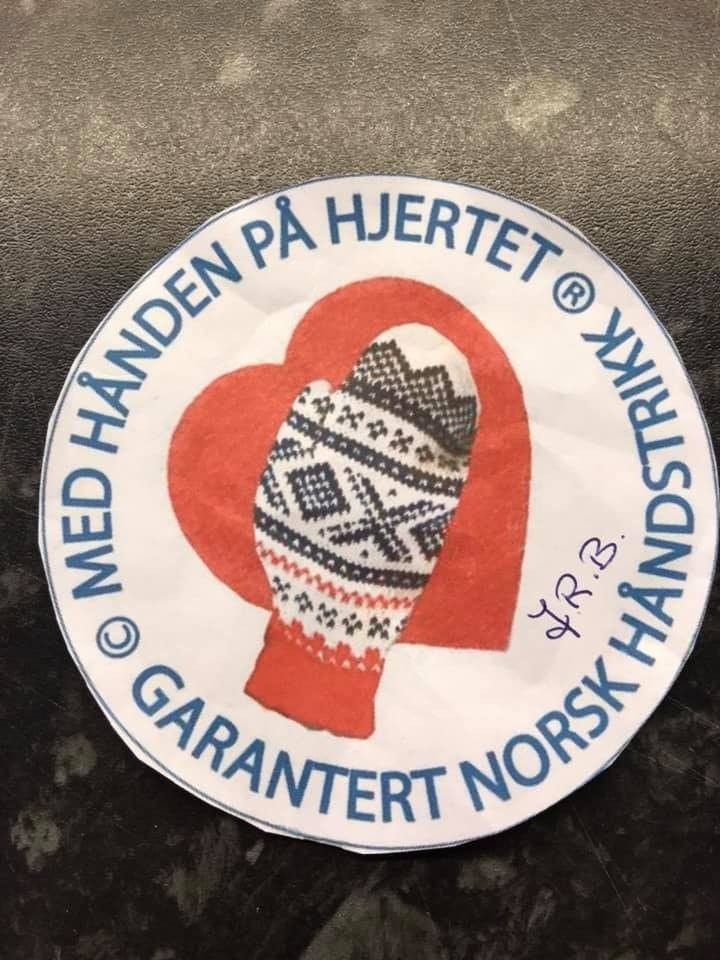 © MED HÅNDEN PÅ HJERTET ®
GARANTERT NORSK HÅNDSTRIKK
I.R.B.